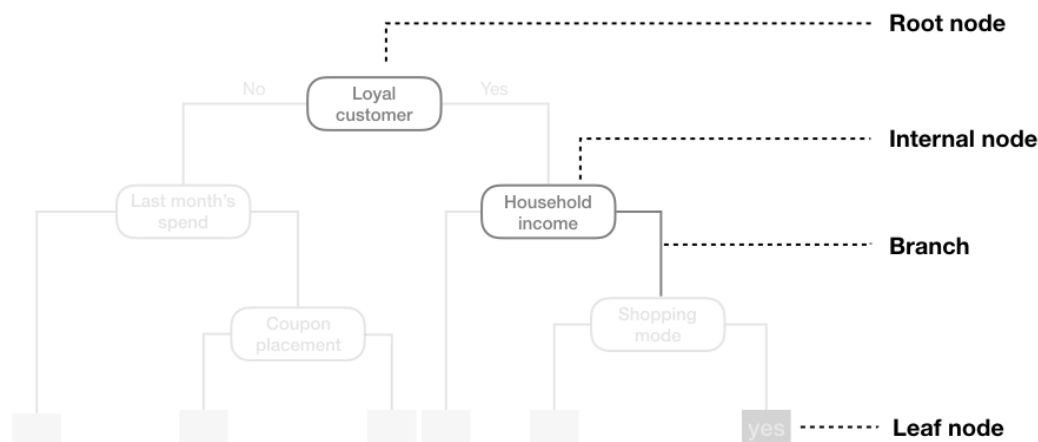 Root node
No
Loyal
customer
Yes
Internal node
Last month's
spend
Household
income
Branch
Coupon
placement
Shopping
mode
yes
Leaf node